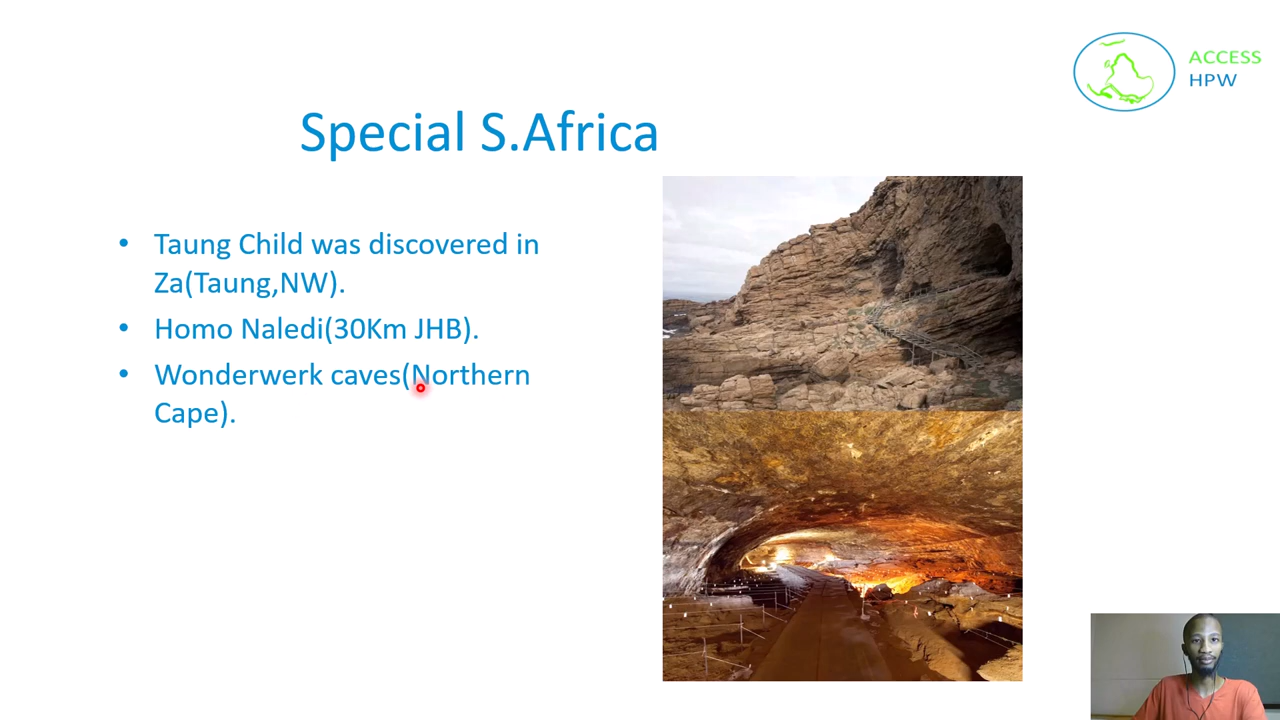 ACCESS
HPW
Special S.Africa
• Taung Child was discovered in
Za(Taung,NW).
• Homo Naledi(30Km JHB).
• Wonderwerk caves(Northern
Cape).